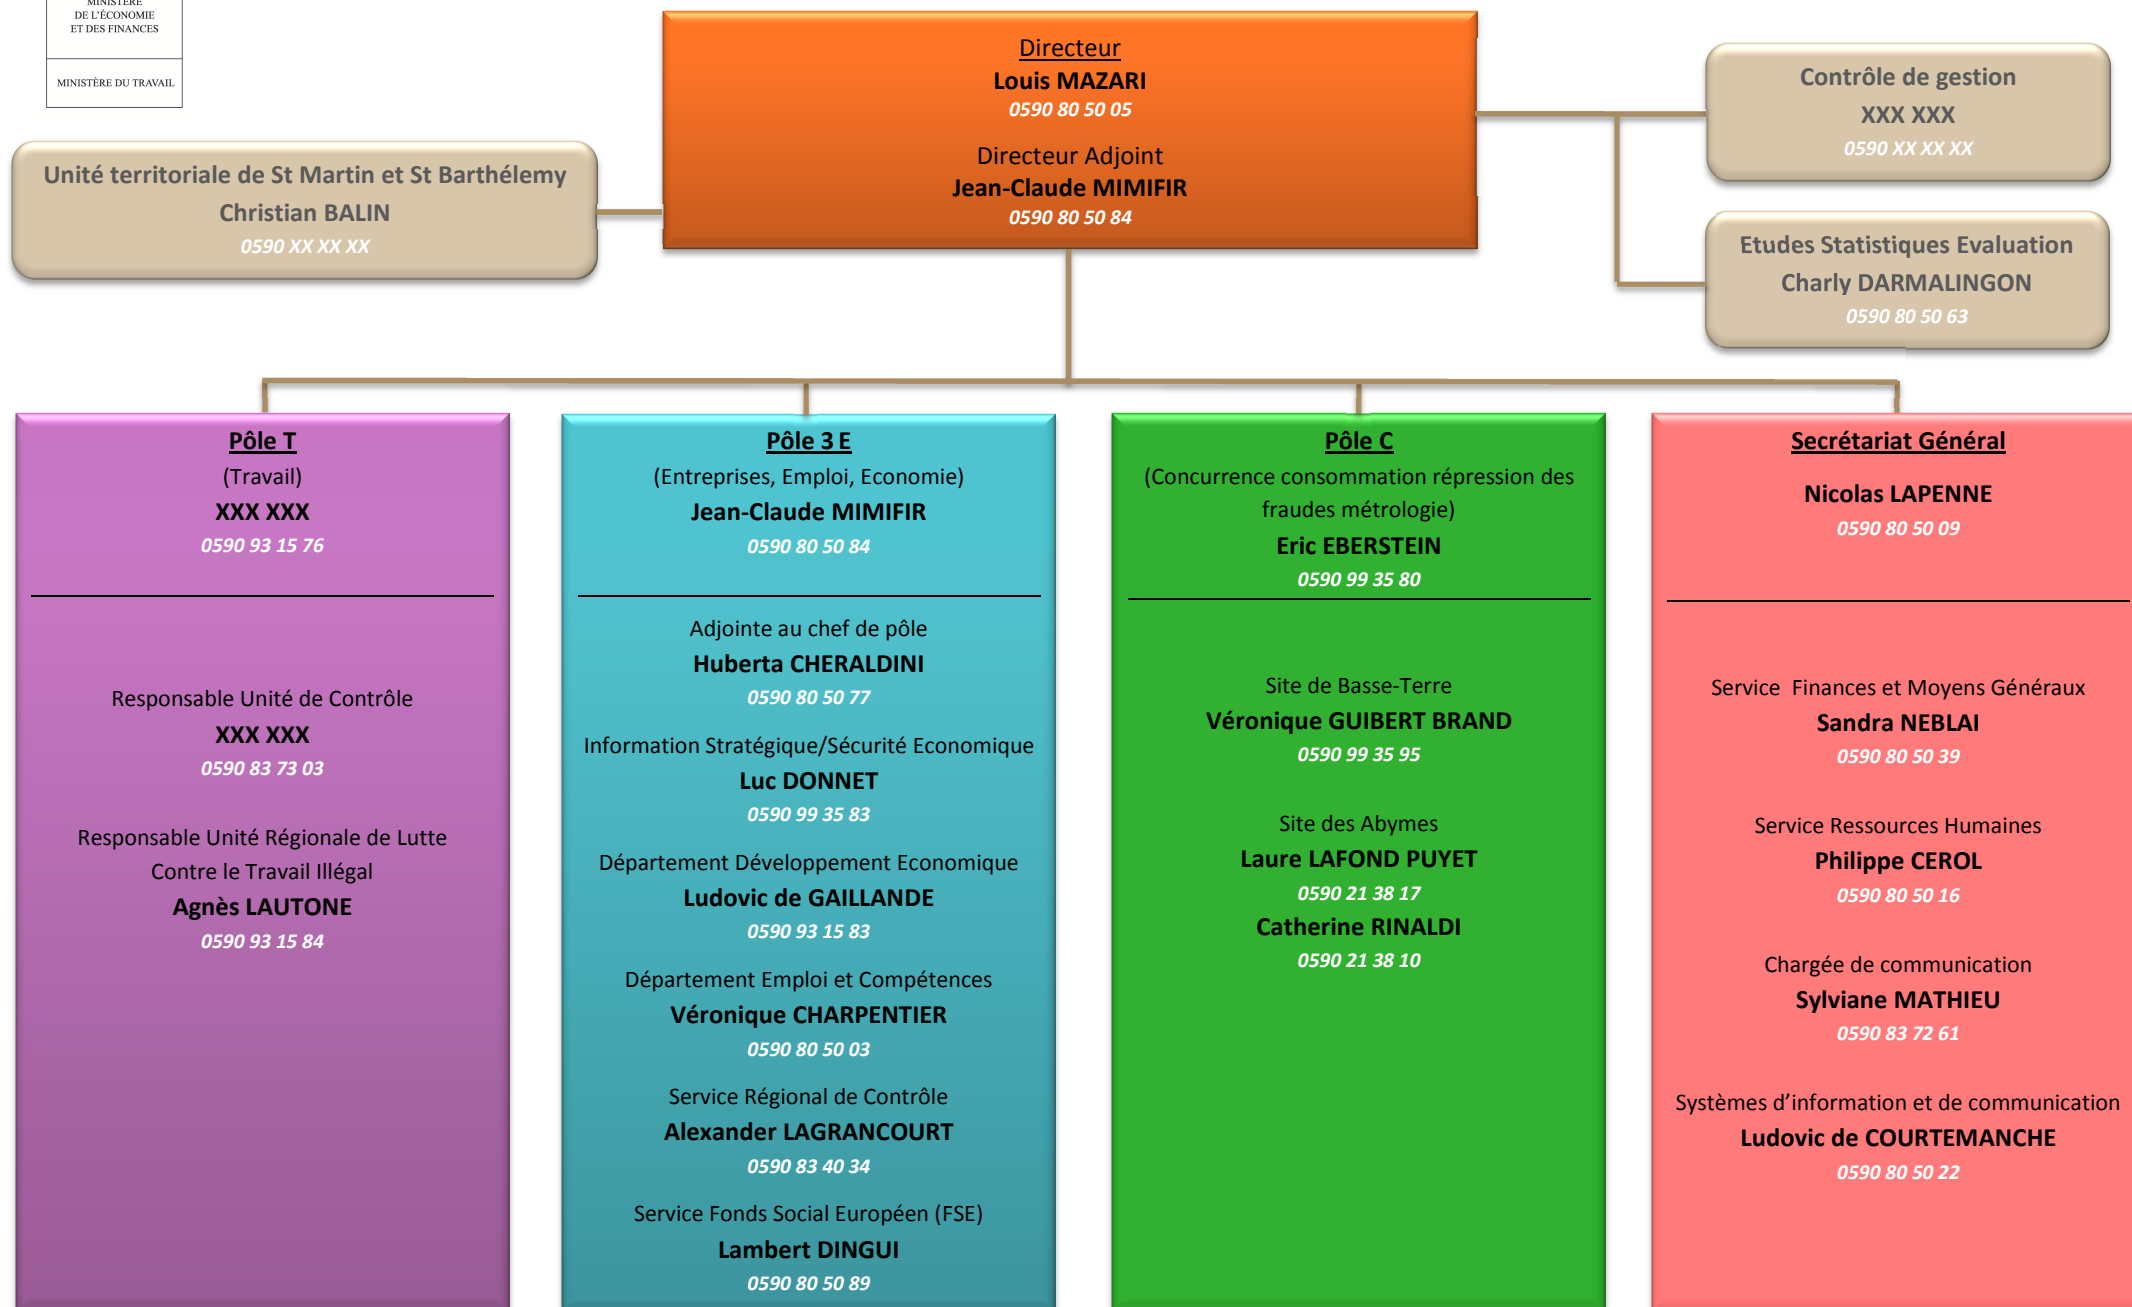 MINISTÈRE
DE L'ÉCONOMIE
ET DES FINANCES
MINISTÈRE DU TRAVAIL
Directeur
Louis MAZARI
0590 80 50 05
Directeur Adjoint
Jean-Claude MIMIFIR
0590 80 50 84
Unité territoriale de St Martin et St Barthélemy
Christian BALIN
0590 XX XX XX
Contrôle de gestion
XXX XXX
0590 XX XX XX
Etudes Statistiques Evaluation
Charly DARMALINGON
0590 80 50 63
Pôle T
(Travail)
XXX XXX
0590 93 15 76
Responsable Unité de Contrôle
XXX XXX
0590 83 73 03
Responsable Unité Régionale de Lutte
Contre le Travail Illégal
Agnès LAUTONE
0590 93 15 84
Pôle 3 E
(Entreprises, Emploi, Economie)
Jean-Claude MIMIFIR
0590 80 50 84
Adjointe au chef de pôle
Huberta CHERALDINI
0590 80 50 77
Information Stratégique/Sécurité Economique
Luc DONNET
0590 99 35 83
Département Développement Economique
Ludovic de GAILLANDE
0590 93 15 83
Département Emploi et Compétences
Véronique CHARPENTIER
0590 80 50 03
Service Régional de Contrôle
Alexander LAGRANCOURT
0590 83 40 34
Service Fonds Social Européen (FSE)
Lambert DINGUI
0590 80 50 89
Pôle C
(Concurrence consommation répression des
fraudes métrologie)
Eric EBERSTEIN
0590 99 35 80
Site de Basse-Terre
Véronique GUIBERT BRAND
0590 99 35 95
Site des Abymes
Laure LAFOND PUYET
0590 21 38 17
Catherine RINALDI
0590 21 38 10
Secrétariat Général
Nicolas LAPENNE
0590 80 50 09
Service  Finances et Moyens Généraux
Sandra NEBLAI
0590 80 50 39
Service Ressources Humaines
Philippe CEROL
0590 80 50 16
Chargée de communication
Sylviane MATHIEU
0590 83 72 61
Systèmes d'information et de communication
Ludovic de COURTEMANCHE
0590 80 50 22